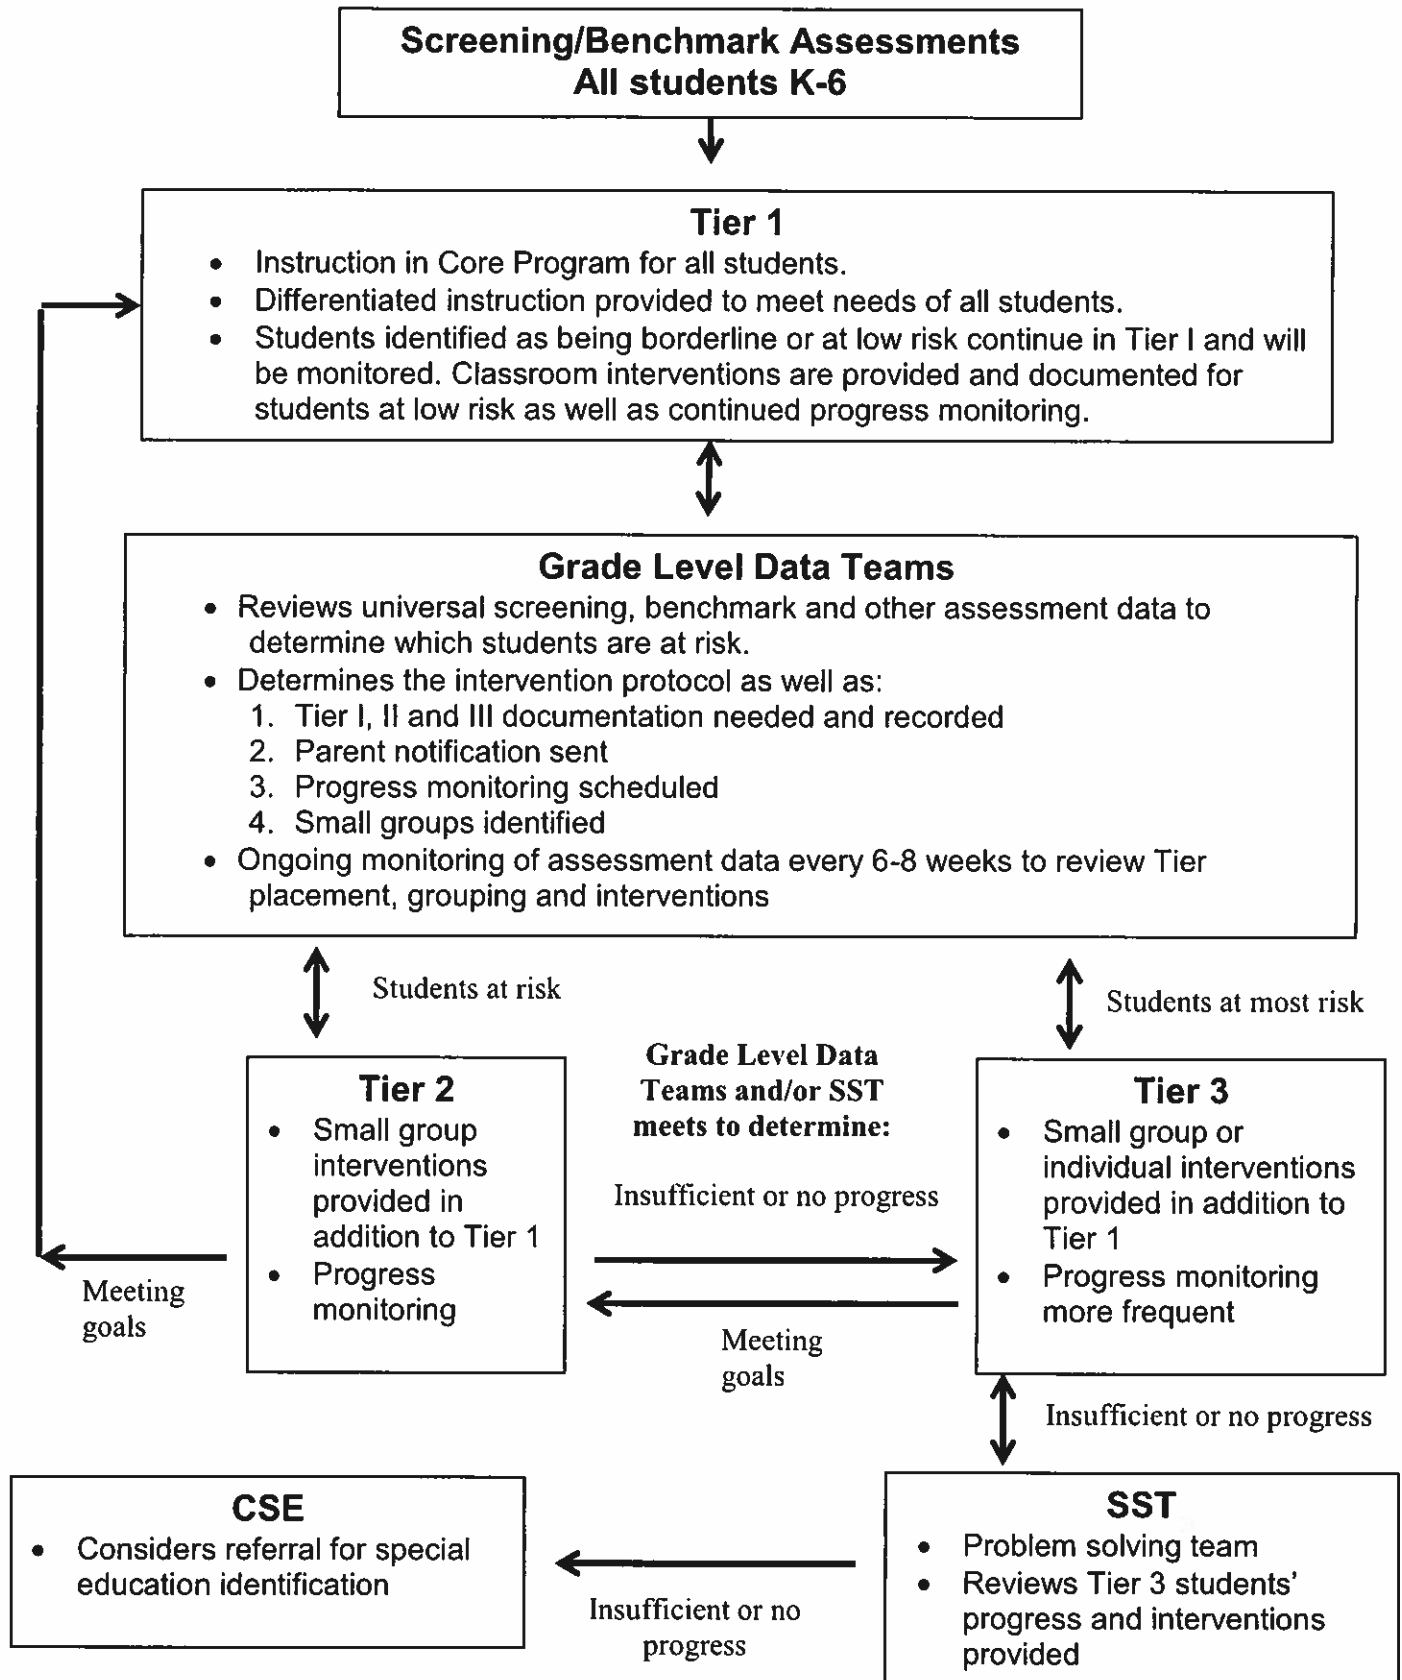 Screening/Benchmark Assessments
All students K-6
Tier 1
• Instruction in Core Program for all students.
• Differentiated instruction provided to meet needs of all students.
• Students identified as being borderline or at low risk continue in Tier I and will
be monitored. Classroom interventions are provided and documented for
students at low risk as well as continued progress monitoring.
Grade Level Data Teams
• Reviews universal screening, benchmark and other assessment data to
determine which students are at risk.
• Determines the intervention protocol as well as:
1. Tier I, II and III documentation needed and recorded
2. Parent notification sent
3. Progress monitoring scheduled
4. Small groups identified
• Ongoing monitoring of assessment data every 6-8 weeks to review Tier
placement, grouping and interventions
Students at risk
Students at most risk
Tier 2
• Small group
interventions
provided in
addition to Tier 1
• Progress
monitoring
Grade Level Data
Teams and/or SST
meets to determine:
Insufficient or no progress
Meeting
goals
Tier 3
• Small group or
individual interventions
provided in addition to
Tier 1
• Progress monitoring
more frequent
Meeting
goals
Insufficient or no progress
CSE
• Considers referral for special
education identification
Insufficient or no
progress
SST
• Problem solving team
• Reviews Tier 3 students’
progress and interventions
provided